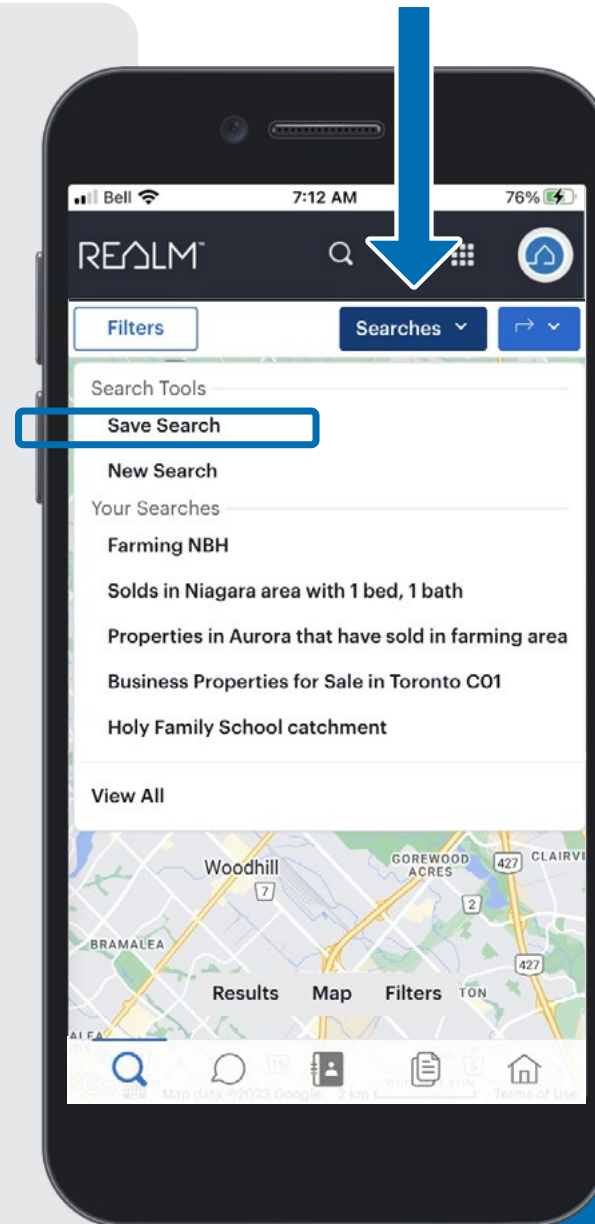 Bell 7:12 AM 76%
REALM™
Filters Searches
Search Tools
Save Search
New Search
Your Searches
Farming NBH
Solds in Niagara area with 1 bed, 1 bath
Properties in Aurora that have sold in farming area
Business Properties for Sale in Toronto C01
Holy Family School catchment
View All
Woodhill
7
GOREWOOD
ACRES
427
CLAIRVI
2
BRAMALEA
427
Results Map Filters
TON
Map data ©2023 Google 2 km Terms of Use